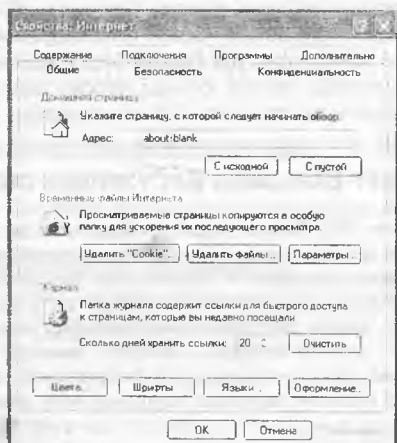 Свойства: Интернет
Содержание Подключения Программы Дополнительно
Общие Безопасность Конфиденциальность
Домашняя страница
Укажите страницу, с которой следует начинать обзор.
Адрес: about:blank
С исходной С пустой
Временные файлы Интернета
Просматриваемые страницы копируются в особую
папку для ускорения их последующего просмотра.
Удалить "Cookie".. Удалить файлы... Параметры...
Журнал
Папка журнала содержит ссылки для быстрого доступа
к страницам, которые вы недавно посещали
Сколько дней хранить ссылки: 20 Очистить
Цвета... Шрифты Языки... Оформление...
OK Отмена